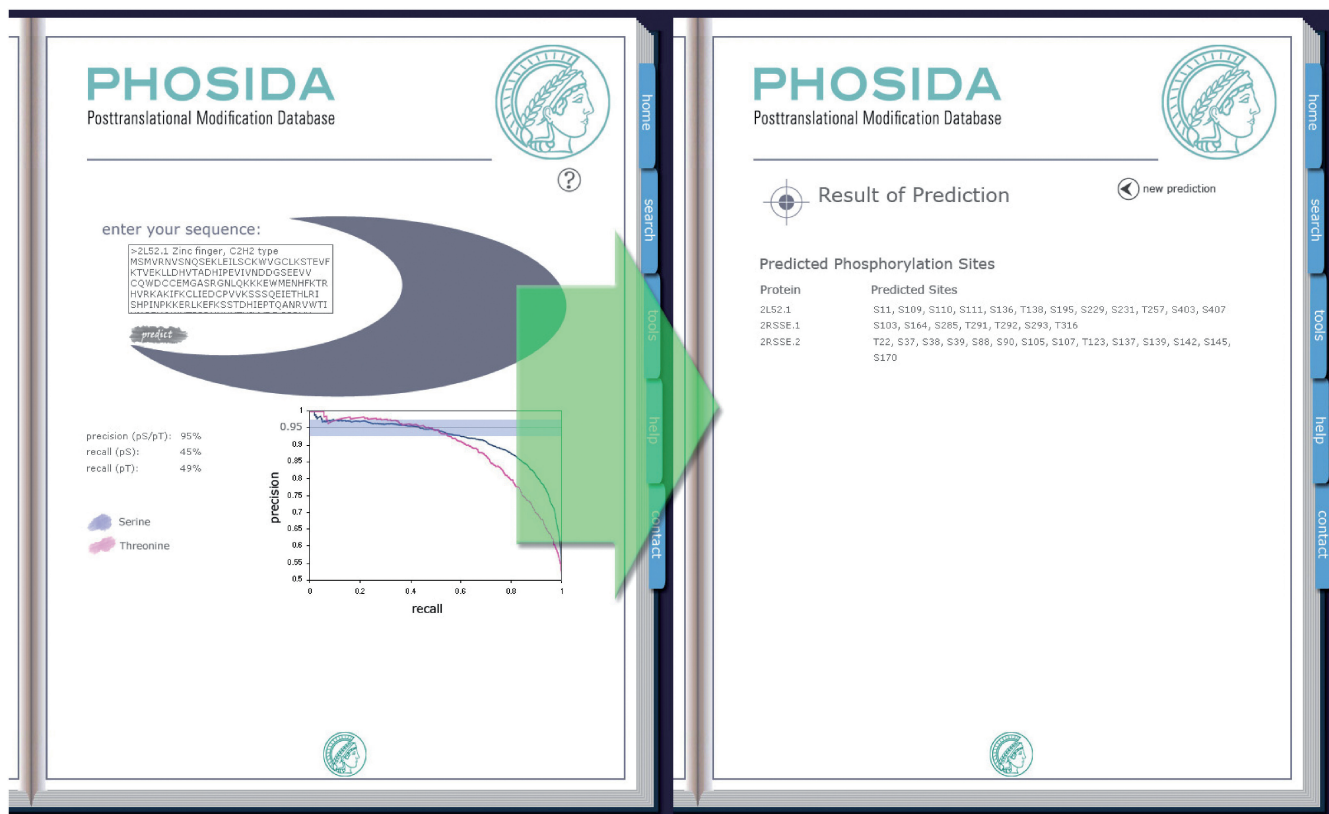 PHOSIDA
Posttranslational Modification Database
home
search
tools
help
contact
?
enter your sequence:
>2L52.1 Zinc finger, C2H2 type
MSMVRNVSNQSEKLEILSCKWVGCLKSTEVF
KTVEKLLDHVTADHIPEVIVNDDGSEEVV
CQWDCCEMGASRGNLQKKKEWMENHFKTR
HVRKAKIFKCLIEDCPVVKSSSQEIETHLRI
SHPINPKKERLKEFKSSTDHIEPTQANRVWTI
predict
precision (pS/pT): 95%
recall (pS): 45%
recall (pT): 49%
Serine
Threonine
precision
1
0.95
0.9
0.85
0.8
0.75
0.7
0.65
0.6
0.55
0.5
0 0.2 0.4 0.6 0.8 1
recall
PHOSIDA
Posttranslational Modification Database
home
search
tools
help
contact
Result of Prediction
new prediction
Predicted Phosphorylation Sites
Protein Predicted Sites
2L52.1 S11, S109, S110, S111, S136, T138, S195, S229, S231, T257, S403, S407
2RSSE.1 S103, S164, S285, T291, T292, S293, T316
2RSSE.2 T22, S37, S38, S39, S88, S90, S105, S107, T123, S137, S139, S142, S145,
S170